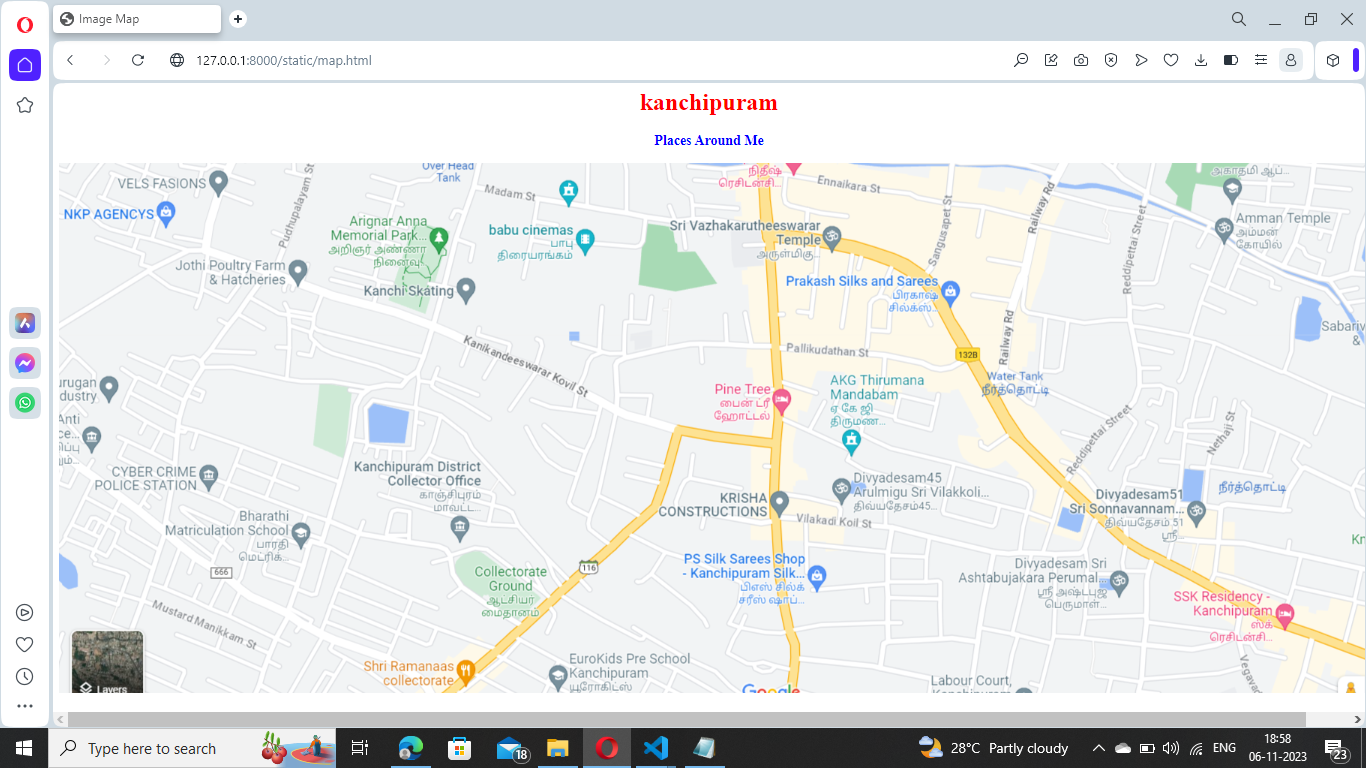 Image Map
127.0.0.1:8000/static/map.html
kanchipuram
Places Around Me
VELS FASIONS
NKP AGENCYS
Pudhupalayam St
Over Head
Tank
Madam St
Arignar Anna
Memorial Park...
அறிஞர் அண்ணா
நினைவு...
babu cinemas
பாபு
திரையரங்கம்
Jothi Poultry Farm
& Hatcheries
Kanchi Skating
நிதீஷ்
ரெசிடன்சி...
Ennaikara St
Sri Vazhakarutheeswarar
Temple
அருள்மிகு...
Sangusapet St
Railway Rd
Prakash Silks and Sarees
பிரகாஷ்
சில்க்ஸ்...
Reddipettai Street
அகாதமி ஆப்...
Amman Temple
அம்மன்
கோயில்
Sabariv
&
Kanikandeeswarar Kovil St
Pallikudathan St
Railway Rd
132B
Water Tank
நீர்த்தொட்டி
urugan
dustry
Pine Tree
பைன் ட்ரீ
ஹோட்டல்
AKG Thirumana
Mandabam
ஏ கே ஜி
திருமண...
Reddipettai Street
Nethaji St
Anti
ce...
ப்பு
CYBER CRIME
POLICE STATION
Kanchipuram District
Collector Office
காஞ்சிபுரம்
மாவட்ட...
KRISHA
CONSTRUCTIONS
Divyadesam45
Arulmigu Sri Vilakkoli...
திவ்யதேசம்45...
Vilakadi Koil St
Divyadesam51
Sri Sonnavannam...
திவ்யதேசம் 51
ஸ்ரீ...
நீர்த்தொட்டி
Bharathi
Matriculation School
பாரதி
மெட்ரிக்...
666
116
Collectorate
Ground
ஆட்சியர்
மைதானம்
PS Silk Sarees Shop
- Kanchipuram Silk...
பிஎஸ் சில்க்
சரீஸ் ஷாப்...
Divyadesam Sri
Ashtabujakara Perumal...
ஸ்ரீ அஷ்டபுஜ
பெருமாள்...
Kn
SSK Residency -
Kanchipuram
ஸ்க்
ரெசிடன்சி...
Mustard Manikkam St
Layers
Shri Ramanaas
collectorate
EuroKids Pre School
Kanchipuram
யூரோகிட்ஸ்
Google
Labour Court,
Kanchipuram...
Vegavat
Type here to search
18
28°C Partly cloudy
ENG
18:58
06-11-2023
23